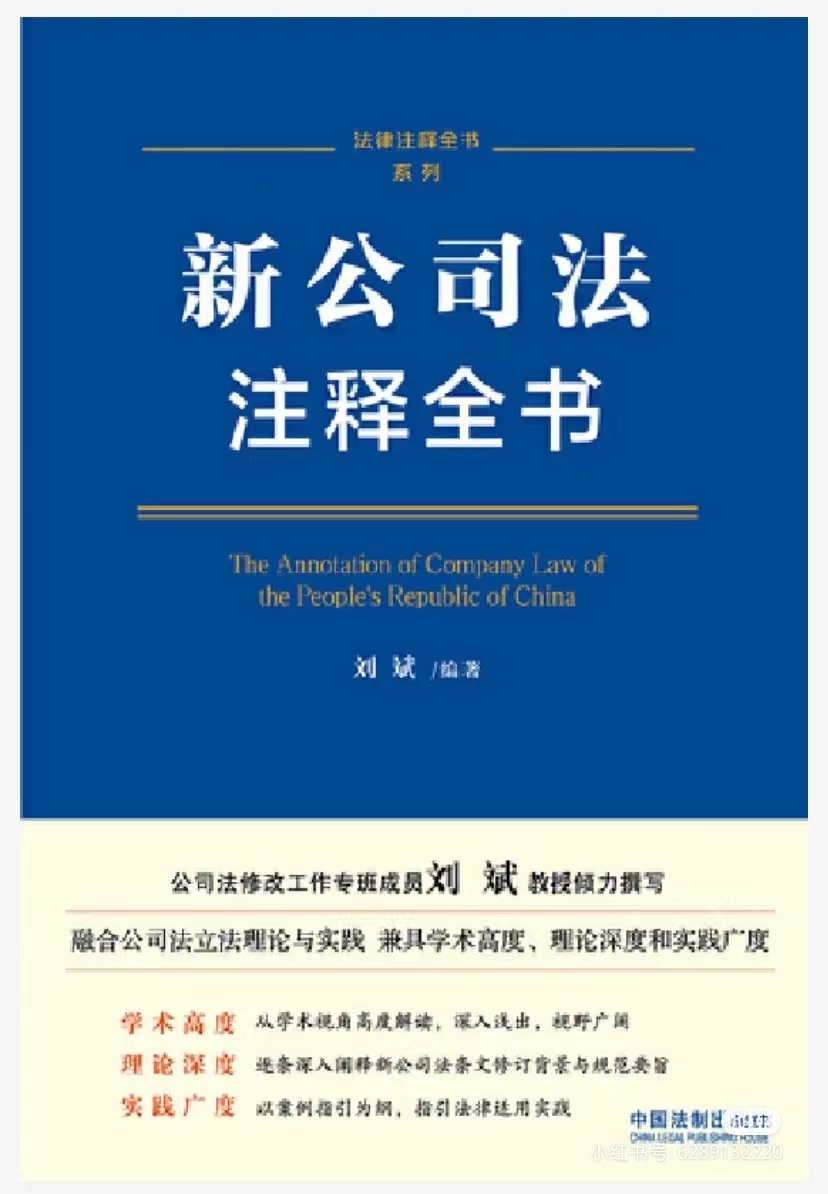 法律注释全书
系列
新公司法
注释全书
The Annotation of Company Law of
the People's Republic of China
刘 斌 /编著
公司法修改工作专班成员刘 斌 教授倾力撰写
融合公司法立法理论与实践 兼具学术高度、理论深度和实践广度
学术高度 从学术视角高度解读，深入浅出，视野广阔
理论深度 逐条深入阐释新公司法条文修订背景与规范要旨
实践广度 以案例指引为纲，指引法律适用实践
中国法制出
CHINA LEGAL PUBLISHING HOUSE
小红书号 6289132220